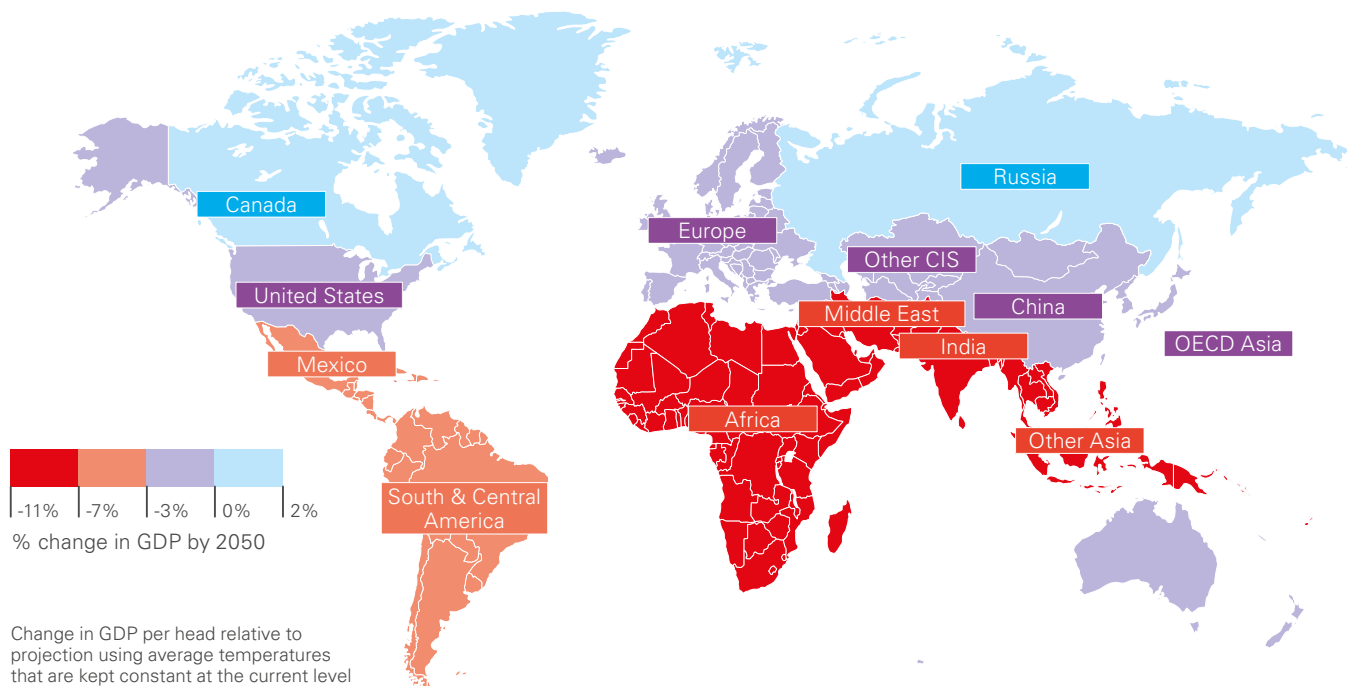 Russia
Canada
Europe
Other CIS
United States
China
Middle East
OECD Asia
India
Mexico
Africa
Other Asia
South & Central
America
-11% -7% -3% 0% 2%
% change in GDP by 2050
Change in GDP per head relative to
projection using average temperatures
that are kept constant at the current level